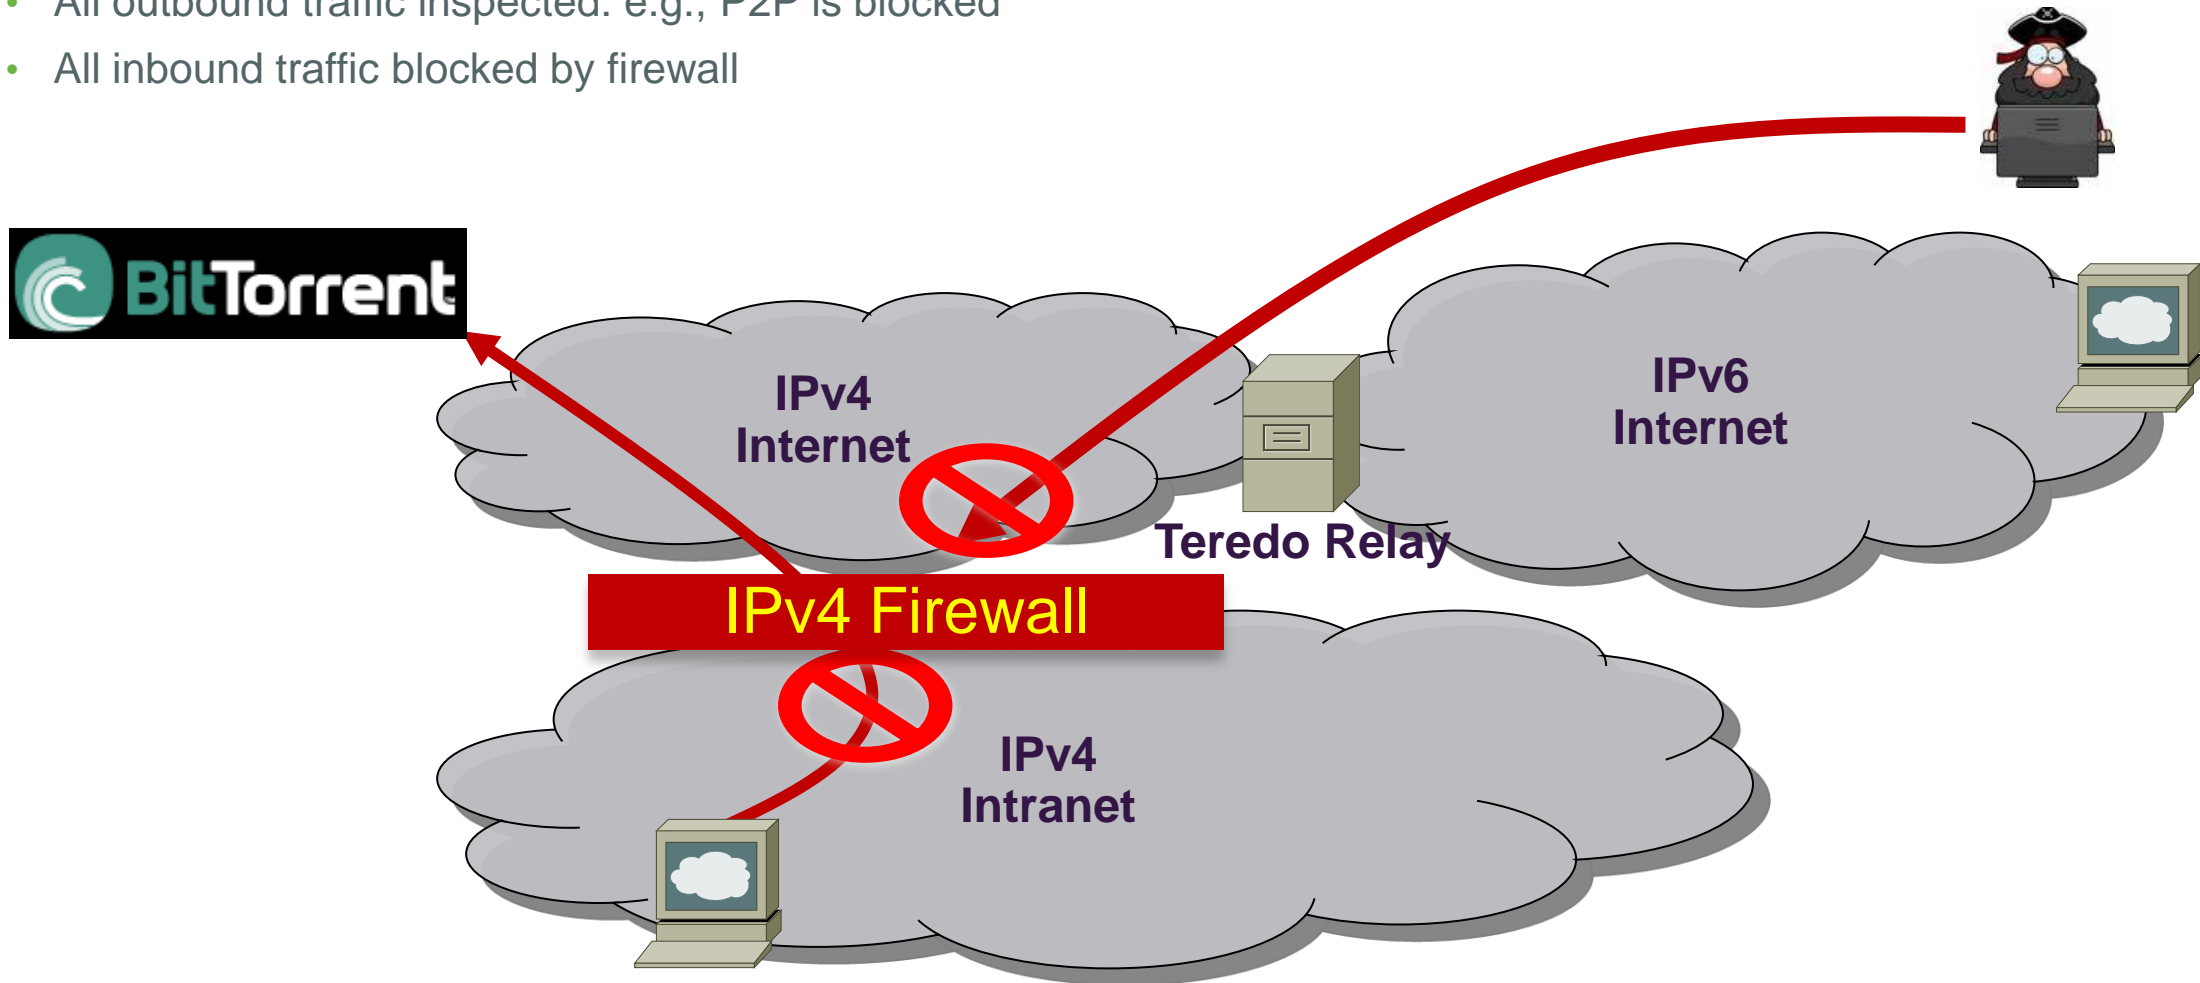 • All outbound traffic inspected: e.g., P2P is blocked
• All inbound traffic blocked by firewall
BitTorrent
IPv4
Internet
IPv6
Internet
Teredo Relay
IPv4 Firewall
IPv4
Intranet